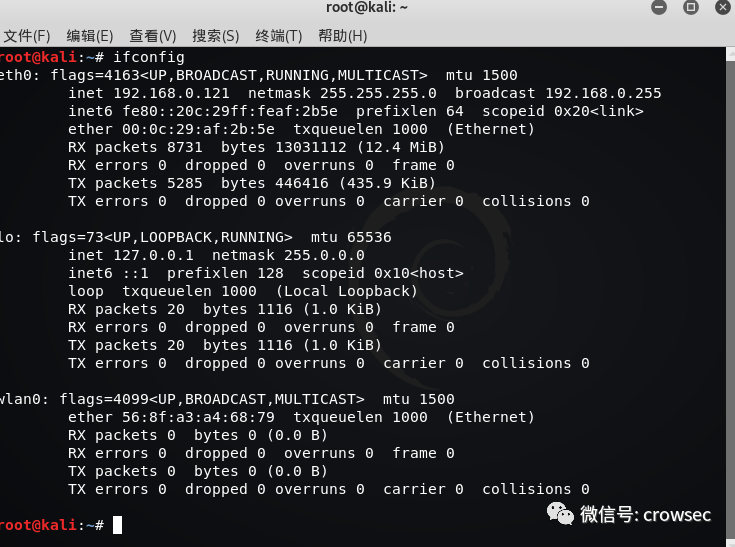 root@kali: ~
文件(F) 编辑(E) 查看(V) 搜索(S) 终端(T) 帮助(H)
root@kali:~# ifconfig
eth0: flags=4163<UP,BROADCAST,RUNNING,MULTICAST>  mtu 1500
        inet 192.168.0.121  netmask 255.255.255.0  broadcast 192.168.0.255
        inet6 fe80::20c:29ff:feaf:2b5e  prefixlen 64  scopeid 0x20<link>
        ether 00:0c:29:af:2b:5e  txqueuelen 1000  (Ethernet)
        RX packets 8731  bytes 13031112 (12.4 MiB)
        RX errors 0  dropped 0  overruns 0  frame 0
        TX packets 5285  bytes 446416 (435.9 KiB)
        TX errors 0  dropped 0 overruns 0  carrier 0  collisions 0
lo: flags=73<UP,LOOPBACK,RUNNING>  mtu 65536
        inet 127.0.0.1  netmask 255.0.0.0
        inet6 ::1  prefixlen 128  scopeid 0x10<host>
        loop  txqueuelen 1000  (Local Loopback)
        RX packets 20  bytes 1116 (1.0 KiB)
        RX errors 0  dropped 0  overruns 0  frame 0
        TX packets 20  bytes 1116 (1.0 KiB)
        TX errors 0  dropped 0 overruns 0  carrier 0  collisions 0
wlan0: flags=4099<UP,BROADCAST,MULTICAST>  mtu 1500
        ether 56:8f:a3:a4:68:79  txqueuelen 1000  (Ethernet)
        RX packets 0  bytes 0 (0.0 B)
        RX errors 0  dropped 0  overruns 0  frame 0
        TX packets 0  bytes 0 (0.0 B)
        TX errors 0  dropped 0 overruns 0  carrier 0  collisions 0
root@kali:~#
微信号: crowsec